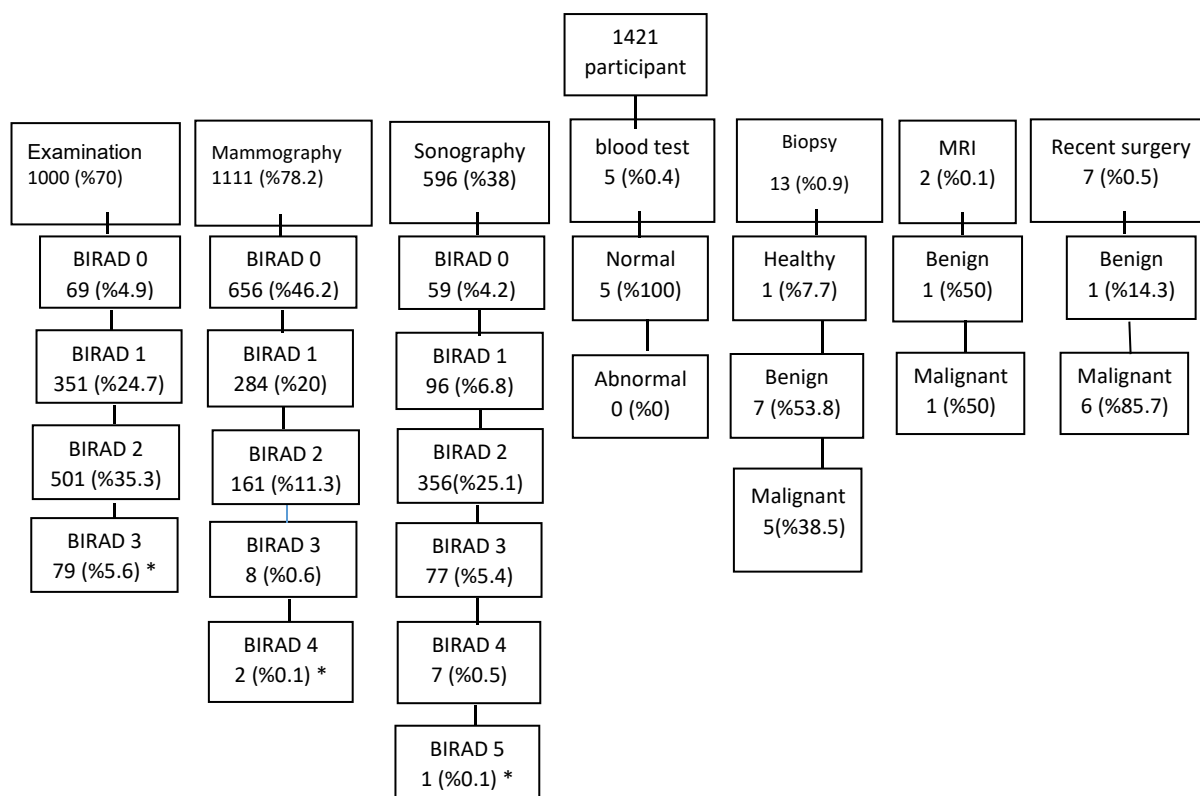 1421
participant
Examination
1000 (%70)
Mammography
1111 (%78.2)
Sonography
596 (%38)
blood test
5 (%0.4)
Biopsy
13 (%0.9)
MRI
2 (%0.1)
Recent surgery
7 (%0.5)
BIRAD 0
69 (%4.9)
BIRAD 0
656 (%46.2)
BIRAD 0
59 (%4.2)
Normal
5 (%100)
Healthy
1 (%7.7)
Benign
1 (%50)
Benign
1 (%14.3)
BIRAD 1
351 (%24.7)
BIRAD 1
284 (%20)
BIRAD 1
96 (%6.8)
Abnormal
0 (%0)
Benign
7 (%53.8)
Malignant
1 (%50)
Malignant
6 (%85.7)
BIRAD 2
501 (%35.3)
BIRAD 2
161 (%11.3)
BIRAD 2
356(%25.1)
Malignant
5(%38.5)
BIRAD 3
79 (%5.6) *
BIRAD 3
8 (%0.6)
BIRAD 3
77 (%5.4)
BIRAD 4
2 (%0.1) *
BIRAD 4
7 (%0.5)
BIRAD 5
1 (%0.1) *